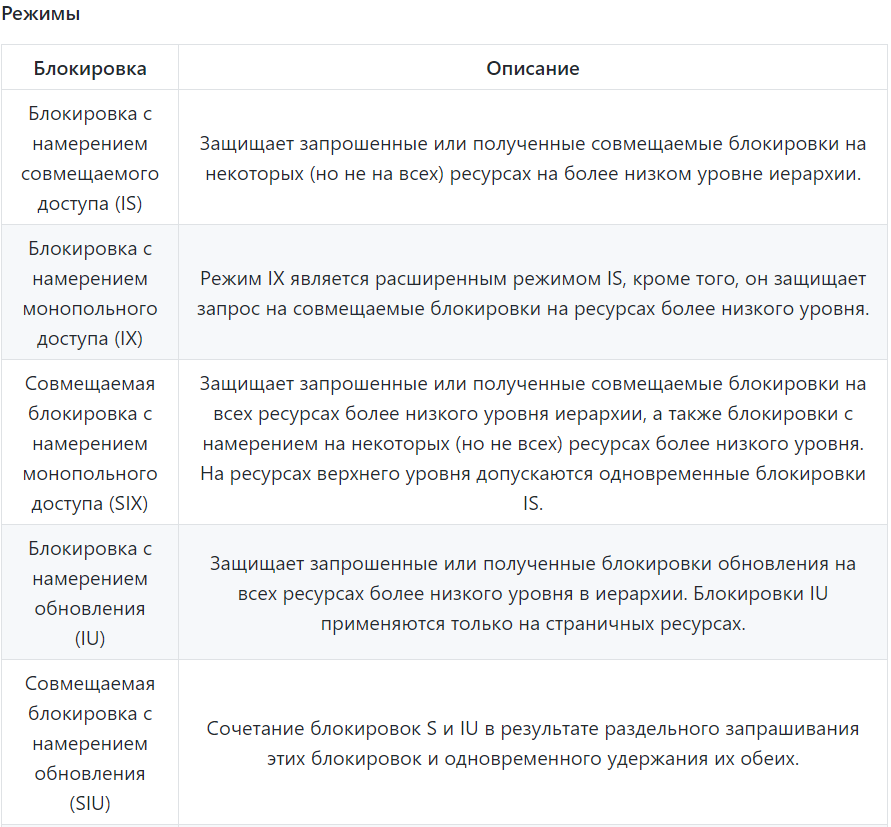 Режимы
Блокировка
Описание
Блокировка с
намерением
совмещаемого
доступа (IS)
Защищает запрошенные или полученные совмещаемые блокировки на
некоторых (но не на всех) ресурсах на более низком уровне иерархии.
Блокировка с
намерением
монопольного
доступа (IX)
Режим IX является расширенным режимом IS, кроме того, он защищает
запрос на совмещаемые блокировки на ресурсах более низкого уровня.
Совмещаемая
блокировка с
намерением
монопольного
доступа (SIX)
Защищает запрошенные или полученные совмещаемые блокировки на
всех ресурсах более низкого уровня иерархии, а также блокировки с
намерением на некоторых (но не всех) ресурсах более низкого уровня.
На ресурсах верхнего уровня допускаются одновременные блокировки
IS.
Блокировка с
намерением
обновления
(IU)
Защищает запрошенные или полученные блокировки обновления на
всех ресурсах более низкого уровня в иерархии. Блокировки IU
применяются только на страничных ресурсах.
Совмещаемая
блокировка с
намерением
обновления
(SIU)
Сочетание блокировок S и IU в результате раздельного запрашивания
этих блокировок и одновременного удержания их обеих.